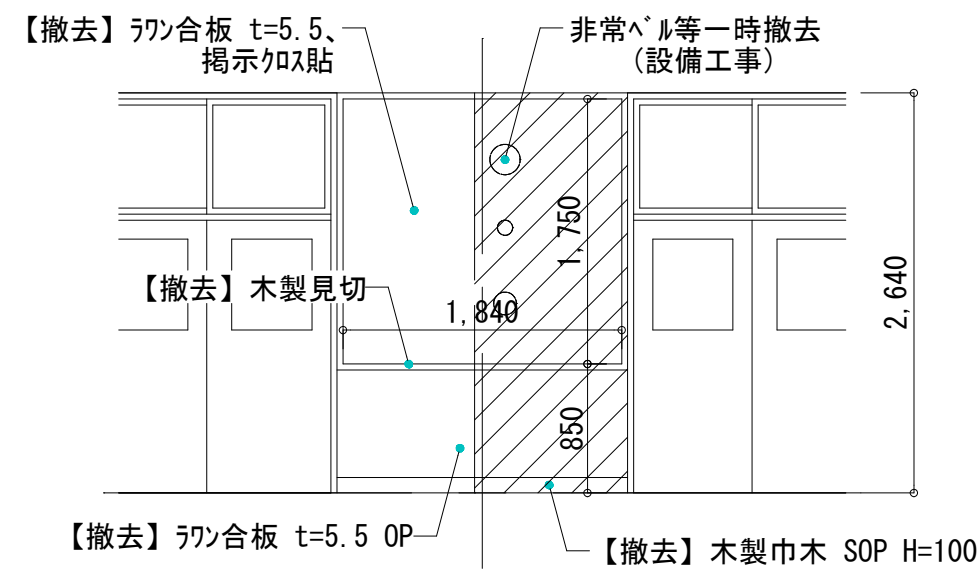 【撤去】ﾗﾜﾝ合板 t=5.5、
掲示ｸﾛｽ貼
非常ﾍﾞﾙ等一時撤去
(設備工事)
1,750
2,640
【撤去】木製見切
1,840
850
【撤去】ﾗﾜﾝ合板 t=5.5 OP
【撤去】木製巾木 SOP H=100